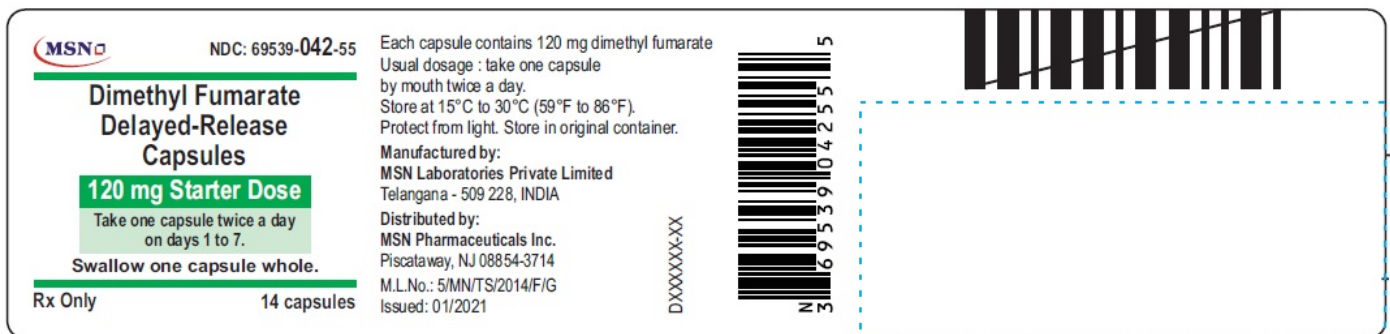 MSN
NDC: 69539-042-55
Dimethyl Fumarate
Delayed-Release
Capsules
120 mg Starter Dose
Take one capsule twice a day
on days 1 to 7.
Swallow one capsule whole.
Rx Only 14 capsules
Each capsule contains 120 mg dimethyl fumarate
Usual dosage : take one capsule
by mouth twice a day.
Store at 15°C to 30°C (59°F to 86°F).
Protect from light. Store in original container.
Manufactured by:
MSN Laboratories Private Limited
Telangana - 509 228, INDIA
Distributed by:
MSN Pharmaceuticals Inc.
Piscataway, NJ 08854-3714
M.L.No.: 5/MN/TS/2014/F/G
Issued: 01/2021
DXXXXXX-XX
N
3 69539 04255 5